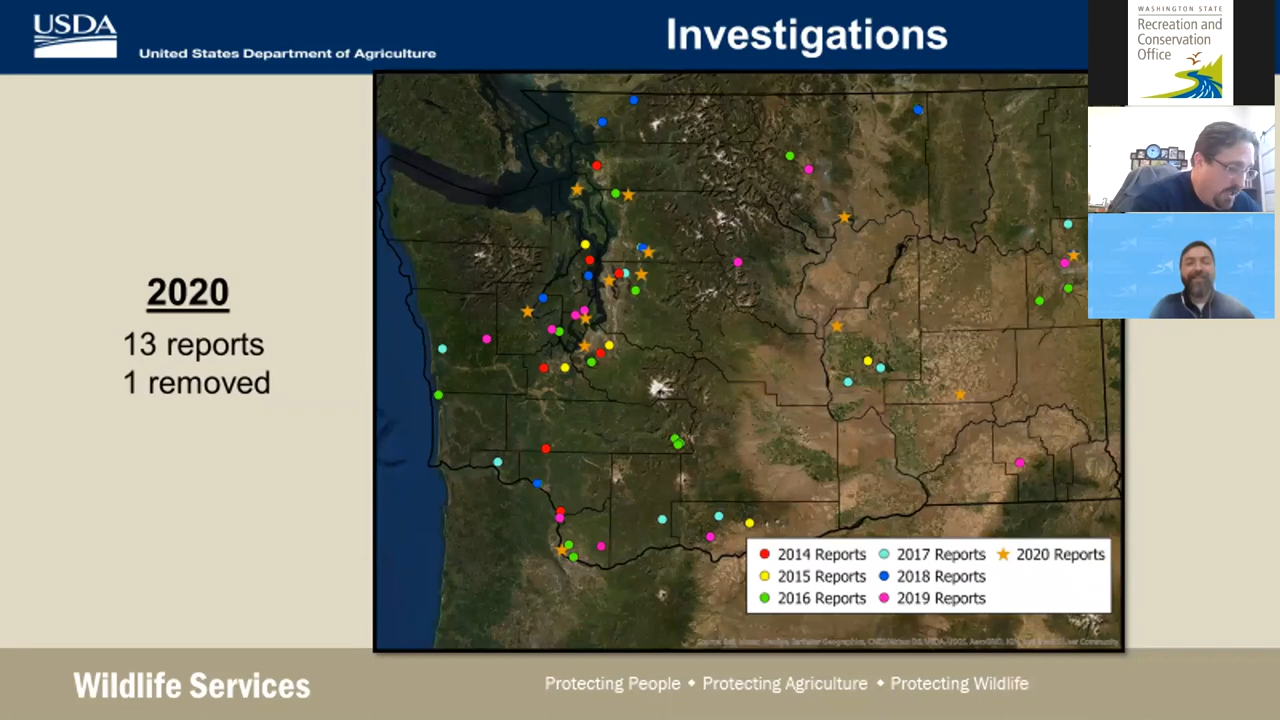 USDA
United States Department of Agriculture
Investigations
WASHINGTON STATE
Recreation and
Conservation
Office
2020
13 reports
1 removed
2014 Reports
2017 Reports
2020 Reports
2015 Reports
2018 Reports
2016 Reports
2019 Reports
Wildlife Services
Protecting People • Protecting Agriculture • Protecting Wildlife